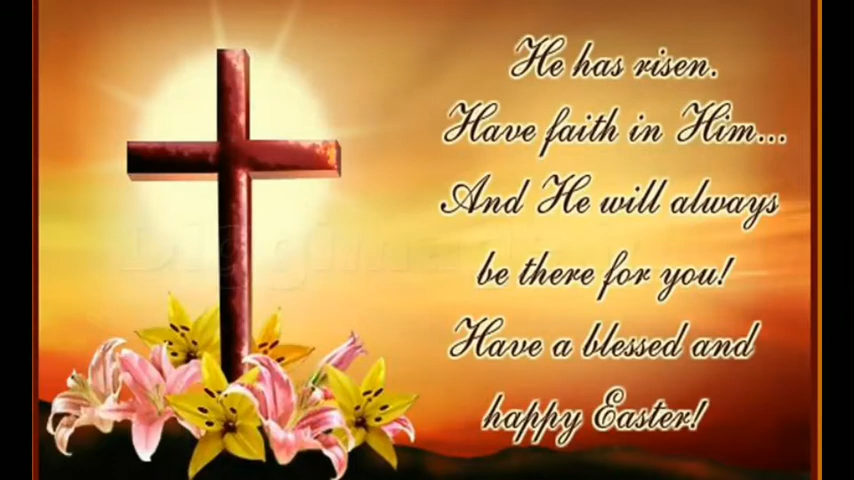 He has risen.
Have faith in Him...
And He will always
be there for you!
Have a blessed and
happy Easter!